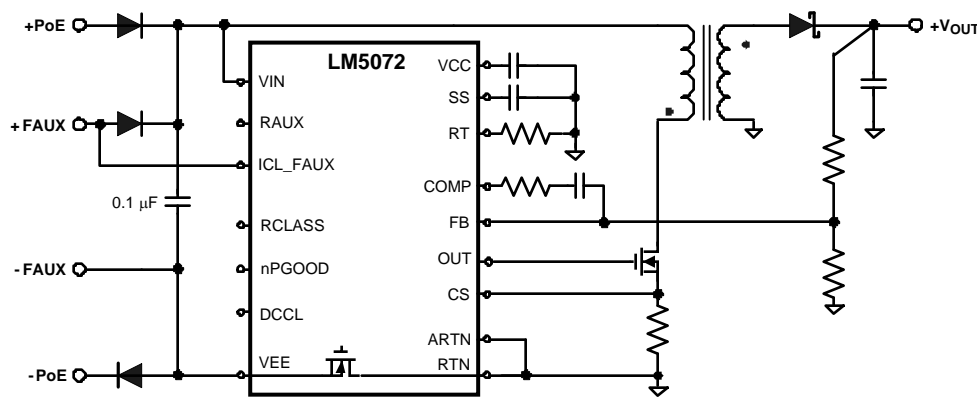 +PoE
+FAUX
0.1 μF
-FAUX
-PoE
LM5072
VIN
RAUX
ICL_FAUX
RCLASS
nPGOOD
DCCL
VEE
VCC
SS
RT
COMP
FB
OUT
CS
ARTN
RTN
+VOUT